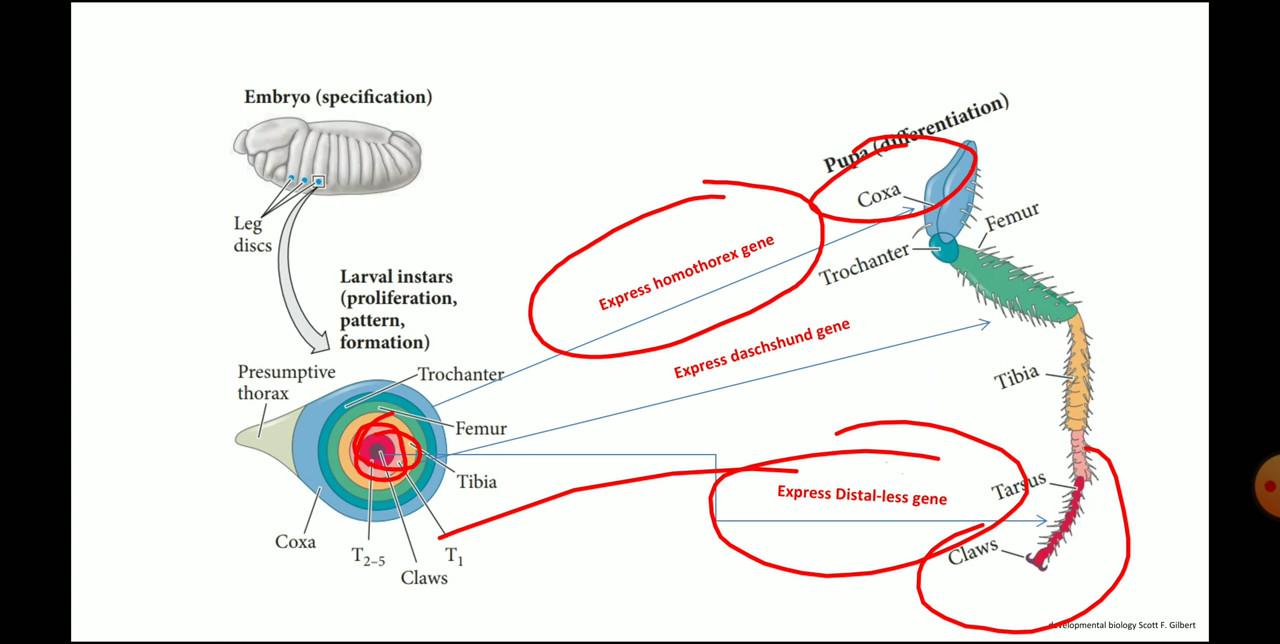 Embryo (specification)
Leg
discs
Larval instars
(proliferation,
pattern,
formation)
Presumptive
thorax
Trochanter
Femur
Tibia
Coxa
T2–5
Claws
T1
Express homothorex gene
Express daschshund gene
Express Distal-less gene
Pupa (differentiation)
Coxa
Femur
Trochanter
Tibia
Tarsus
Claws
developmental biology Scott F. Gilbert